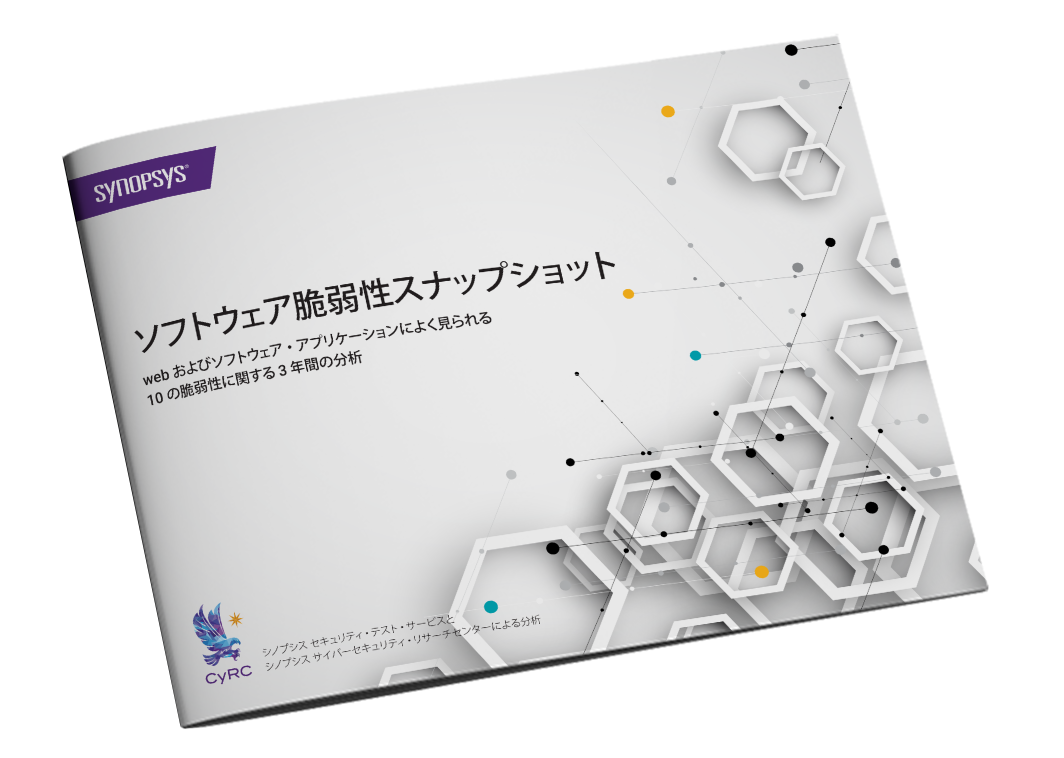 SYNOPSYS®
ソフトウェア脆弱性スナップショット
web およびソフトウェア・アプリケーションによく見られる
10 の脆弱性に関する 3 年間の分析
シノプシス セキュリティ・テスト・サービスと
シノプシス サイバーセキュリティ・リサーチセンターによる分析
CyRC